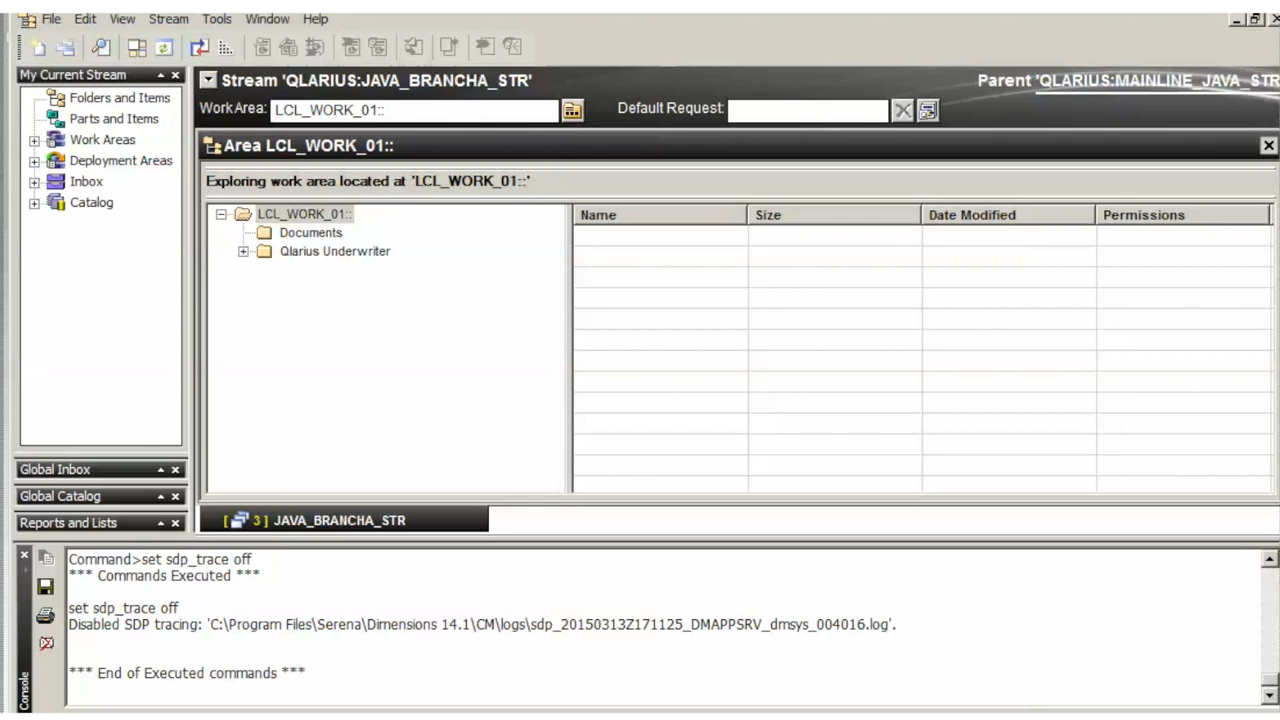 File Edit View Stream Tools Window Help
My Current Stream
Folders and Items
Parts and Items
Work Areas
Deployment Areas
Inbox
Catalog
Global Inbox
Global Catalog
Reports and Lists
Stream 'QLARIUS:JAVA_BRANCHA_STR'
Parent 'QLARIUS:MAINLINE_JAVA_STR
Work Area: LCL_WORK_01::
Default Request:
Area LCL_WORK_01::
Exploring work area located at 'LCL_WORK_01::'
LCL_WORK_01::
Documents
Qlarius Underwriter
Name Size Date Modified Permissions
[ 3 ] JAVA_BRANCHA_STR
Console
Command>set sdp_trace off
*** Commands Executed ***
set sdp_trace off
Disabled SDP tracing: 'C:\Program Files\Serena\Dimensions 14.1\CM\logs\sdp_20150313Z171125_DMAPPSRV_dmsys_004016.log'.
*** End of Executed commands ***